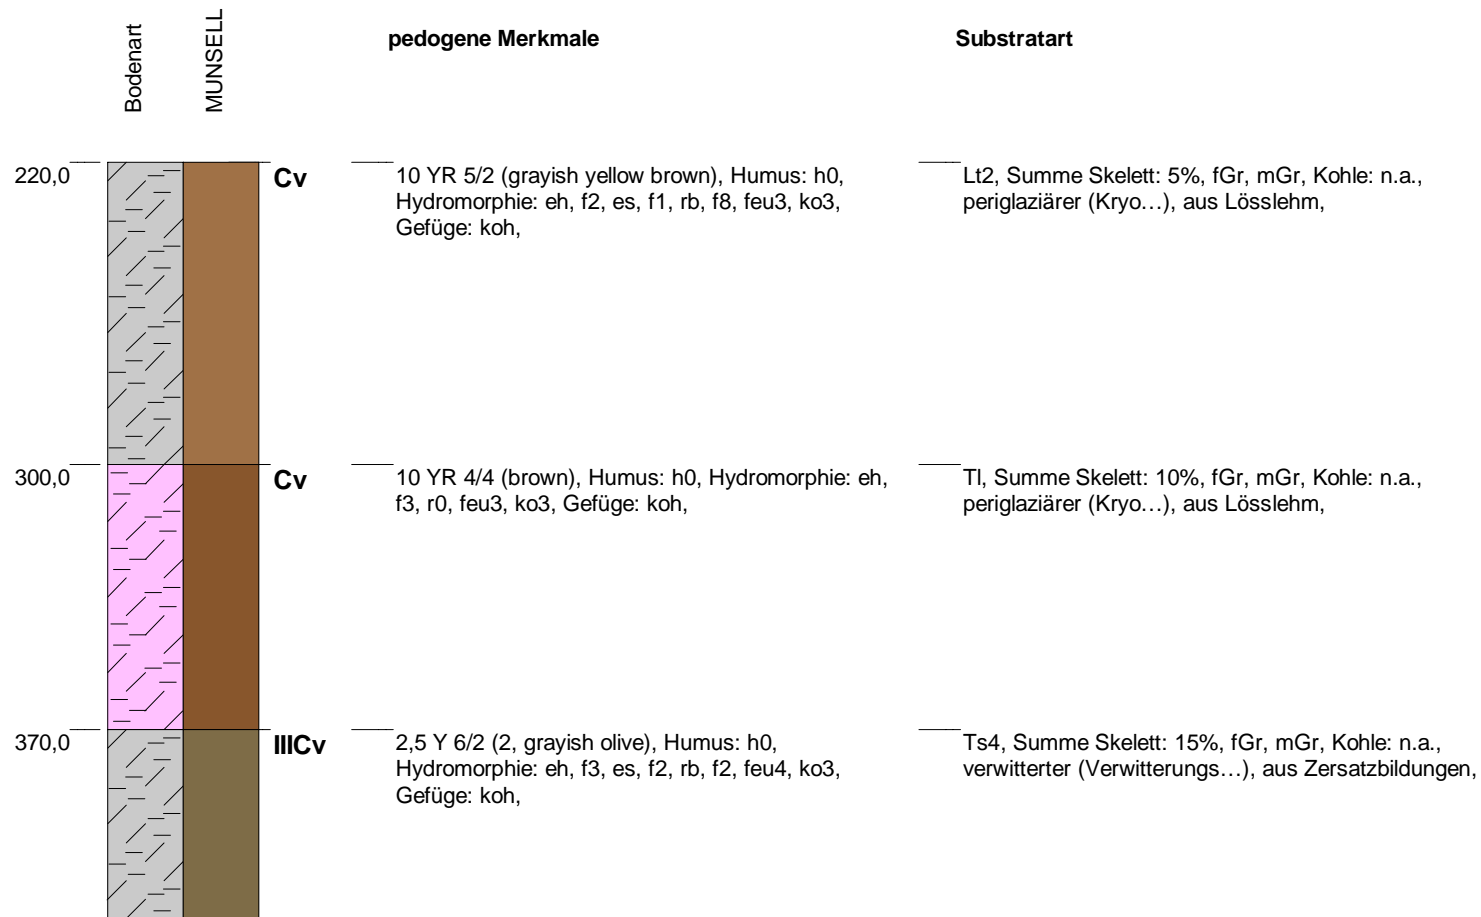 Bodenart
MUNSELL
pedogene Merkmale
Substratart
220,0
Cv
10 YR 5/2 (grayish yellow brown), Humus: h0,
Hydromorphie: eh, f2, es, f1, rb, f8, feu3, ko3,
Gefüge: koh,
Lt2, Summe Skelett: 5%, fGr, mGr, Kohle: n.a.,
periglaziärer (Kryo…), aus Lösslehm,
300,0
Cv
10 YR 4/4 (brown), Humus: h0, Hydromorphie: eh,
f3, r0, feu3, ko3, Gefüge: koh,
Tl, Summe Skelett: 10%, fGr, mGr, Kohle: n.a.,
periglaziärer (Kryo…), aus Lösslehm,
370,0
IIICv
2,5 Y 6/2 (2, grayish olive), Humus: h0,
Hydromorphie: eh, f3, es, f2, rb, f2, feu4, ko3,
Gefüge: koh,
Ts4, Summe Skelett: 15%, fGr, mGr, Kohle: n.a.,
verwitterter (Verwitterungs…), aus Zersatzbildungen,